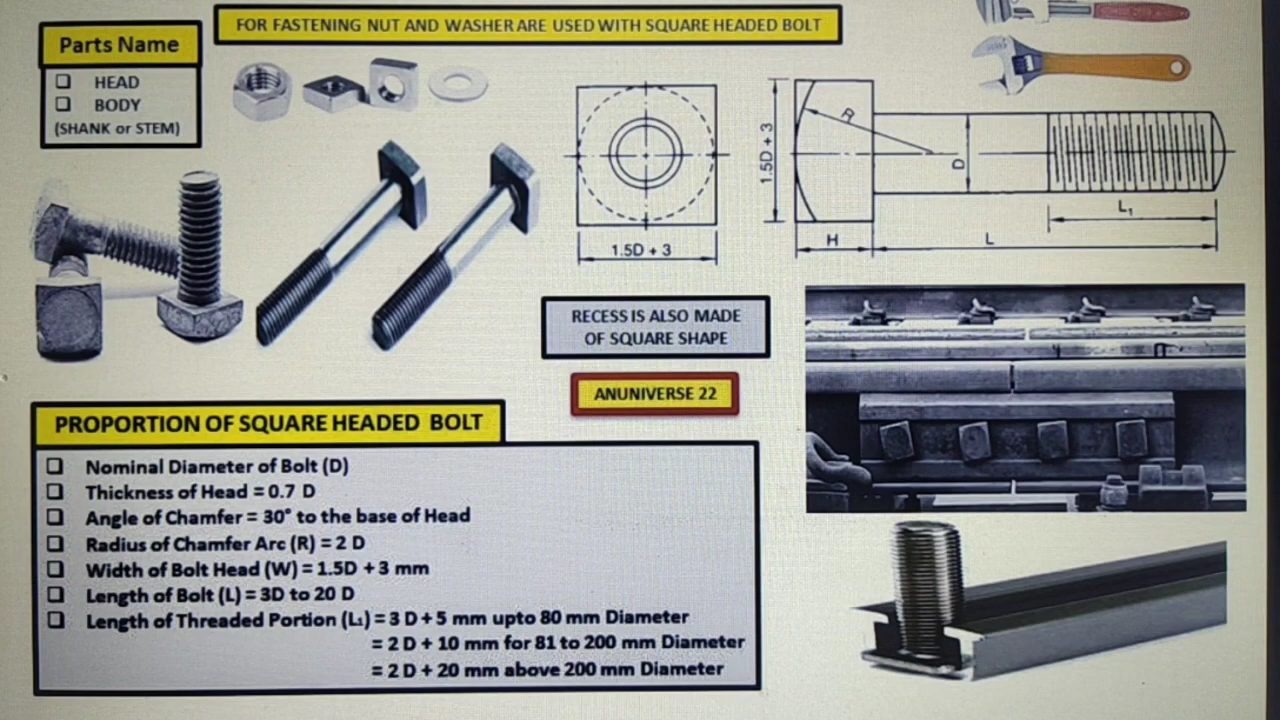 FOR FASTENING NUT AND WASHER ARE USED WITH SQUARE HEADED BOLT
Parts Name
❑ HEAD
❑ BODY
(SHANK or STEM)
1.5D + 3
1.5D + 3
R
D
L₁
H
L
RECESS IS ALSO MADE
OF SQUARE SHAPE
ANUNIVERSE 22
PROPORTION OF SQUARE HEADED BOLT
❑ Nominal Diameter of Bolt (D)
❑ Thickness of Head = 0.7 D
❑ Angle of Chamfer = 30° to the base of Head
❑ Radius of Chamfer Arc (R) = 2 D
❑ Width of Bolt Head (W) = 1.5D + 3 mm
❑ Length of Bolt (L) = 3D to 20 D
❑ Length of Threaded Portion (L₁) = 3 D + 5 mm upto 80 mm Diameter
= 2 D + 10 mm for 81 to 200 mm Diameter
= 2 D + 20 mm above 200 mm Diameter